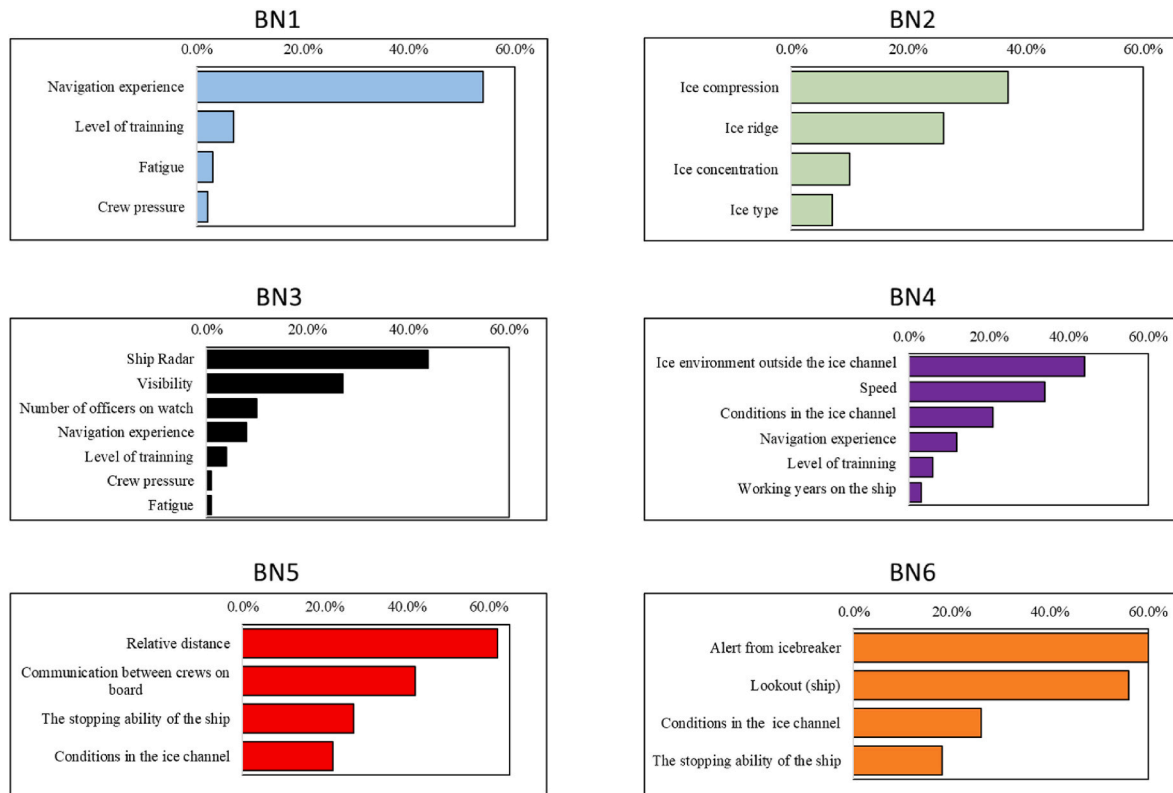 BN1
0.0% 20.0% 40.0% 60.0%
Navigation experience
Level of trainning
Fatigue
Crew pressure
BN2
0.0% 20.0% 40.0% 60.0%
Ice compression
Ice ridge
Ice concentration
Ice type
BN3
0.0% 20.0% 40.0% 60.0%
Ship Radar
Visibility
Number of officers on watch
Navigation experience
Level of trainning
Crew pressure
Fatigue
BN4
0.0% 20.0% 40.0% 60.0%
Ice environment outside the ice channel
Speed
Conditions in the ice channel
Navigation experience
Level of trainning
Working years on the ship
BN5
0.0% 20.0% 40.0% 60.0%
Relative distance
Communication between crews on
board
The stopping ability of the ship
Conditions in the ice channel
BN6
0.0% 20.0% 40.0% 60.0%
Alert from icebreaker
Lookout (ship)
Conditions in the ice channel
The stopping ability of the ship